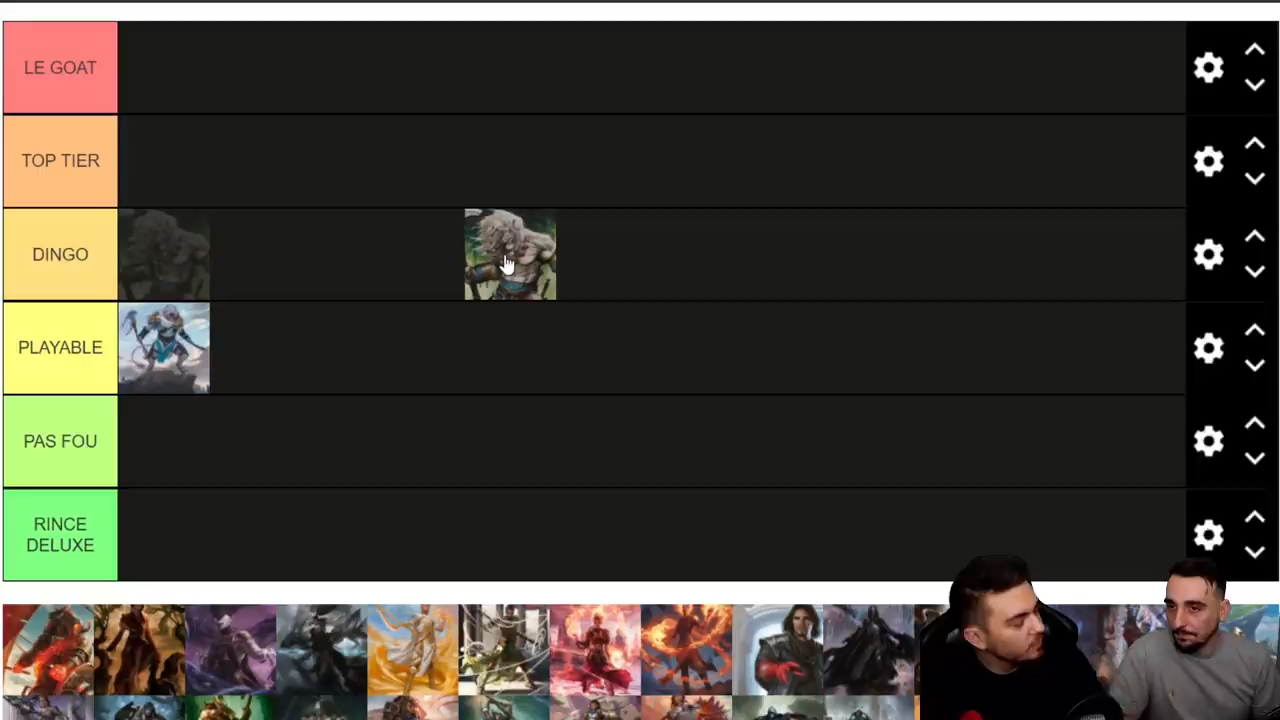 LE GOAT
TOP TIER
DINGO
PLAYABLE
PAS FOU
RINCE
DELUXE